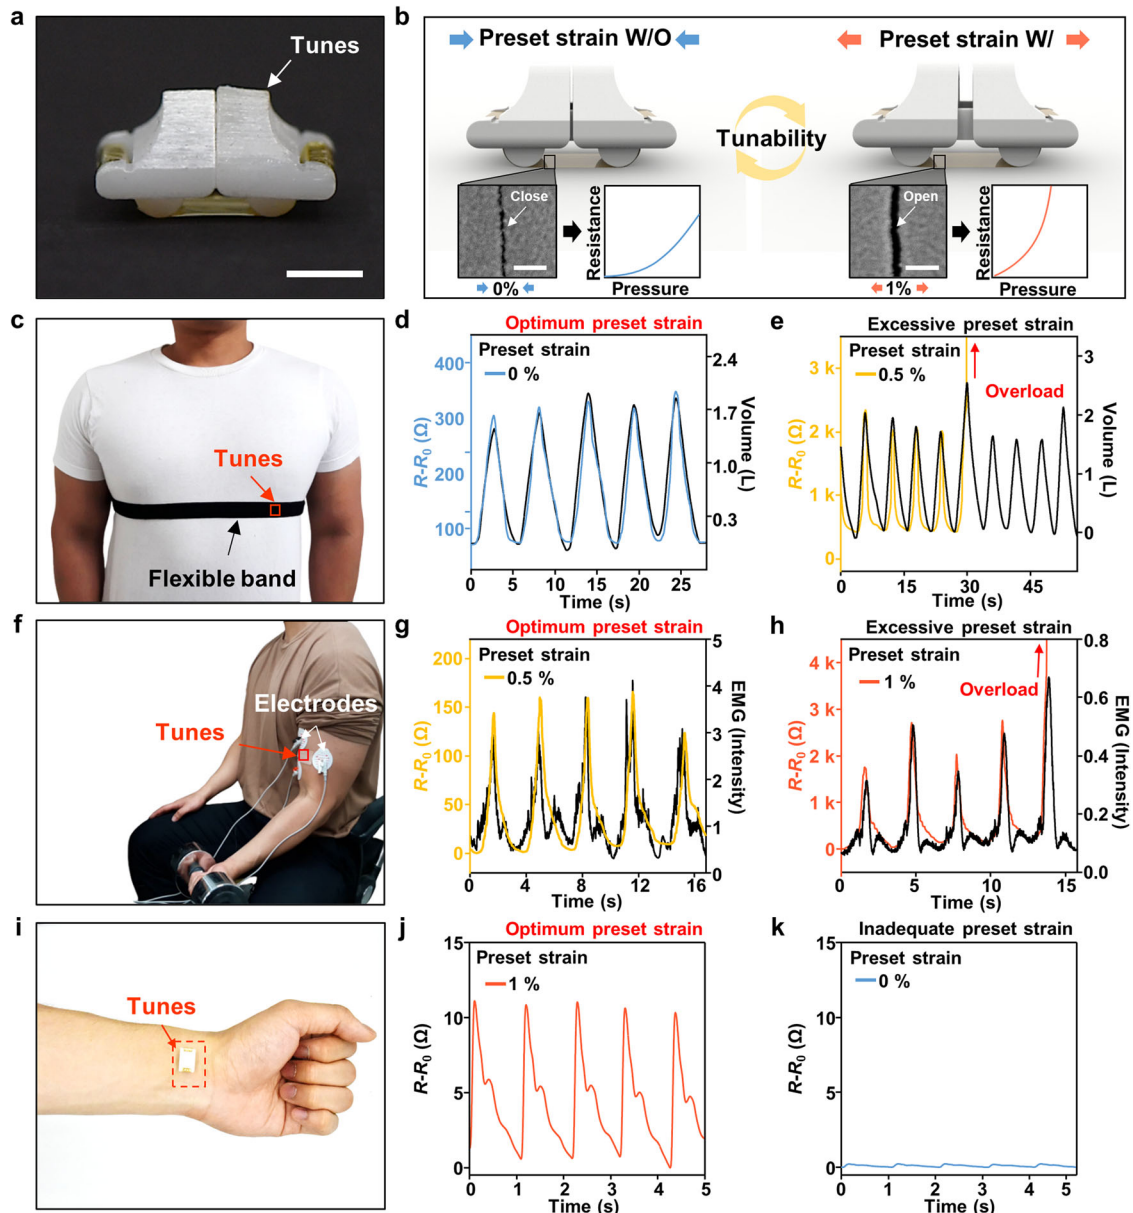 a
Tunes
b
Preset strain W/O
Preset strain W/
Tunability
Close
Resistance
Pressure
0%
Open
Resistance
Pressure
1%
c
Tunes
Flexible band
d
Optimum preset strain
Preset strain
0 %
400
300
200
100
R-R0 (Ω)
2.4
1.7
1.0
0.3
Volume (L)
0 5 10 15 20 25
Time (s)
e
Excessive preset strain
Preset strain
0.5 %
Overload
3 k
2 k
1 k
0
R-R0 (Ω)
3
2
1
0
Volume (L)
0 15 30 45
Time (s)
f
Electrodes
Tunes
g
Optimum preset strain
Preset strain
0.5 %
200
150
100
50
0
R-R0 (Ω)
5
4
3
2
1
0
EMG (Intensity)
0 4 8 12 16
Time (s)
h
Excessive preset strain
Preset strain
1 %
Overload
4 k
3 k
2 k
1 k
0
R-R0 (Ω)
0.8
0.6
0.4
0.2
0.0
EMG (Intensity)
0 5 10 15
Time (s)
i
Tunes
j
Optimum preset strain
Preset strain
1 %
15
10
5
0
R-R0 (Ω)
0 1 2 3 4 5
Time (s)
k
Inadequate preset strain
Preset strain
0 %
15
10
5
0
R-R0 (Ω)
0 1 2 3 4 5
Time (s)